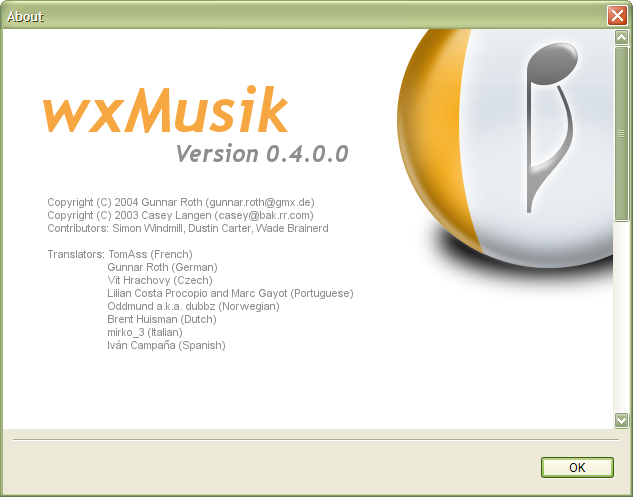 About
wxMusik
Version 0.4.0.0
Copyright (C) 2004 Gunnar Roth (gunnar.roth@gmx.de)
Copyright (C) 2003 Casey Langen (casey@bak.rr.com)
Contributors: Simon Windmill, Dustin Carter, Wade Brainerd
Translators: TomAss (French)
Gunnar Roth (German)
Vit Hrachovy (Czech)
Lilian Costa Procopio and Marc Gayot (Portuguese)
Oddmund a.k.a. dubbz (Norwegian)
Brent Huisman (Dutch)
mirko_3 (Italian)
Iván Campaña (Spanish)
OK